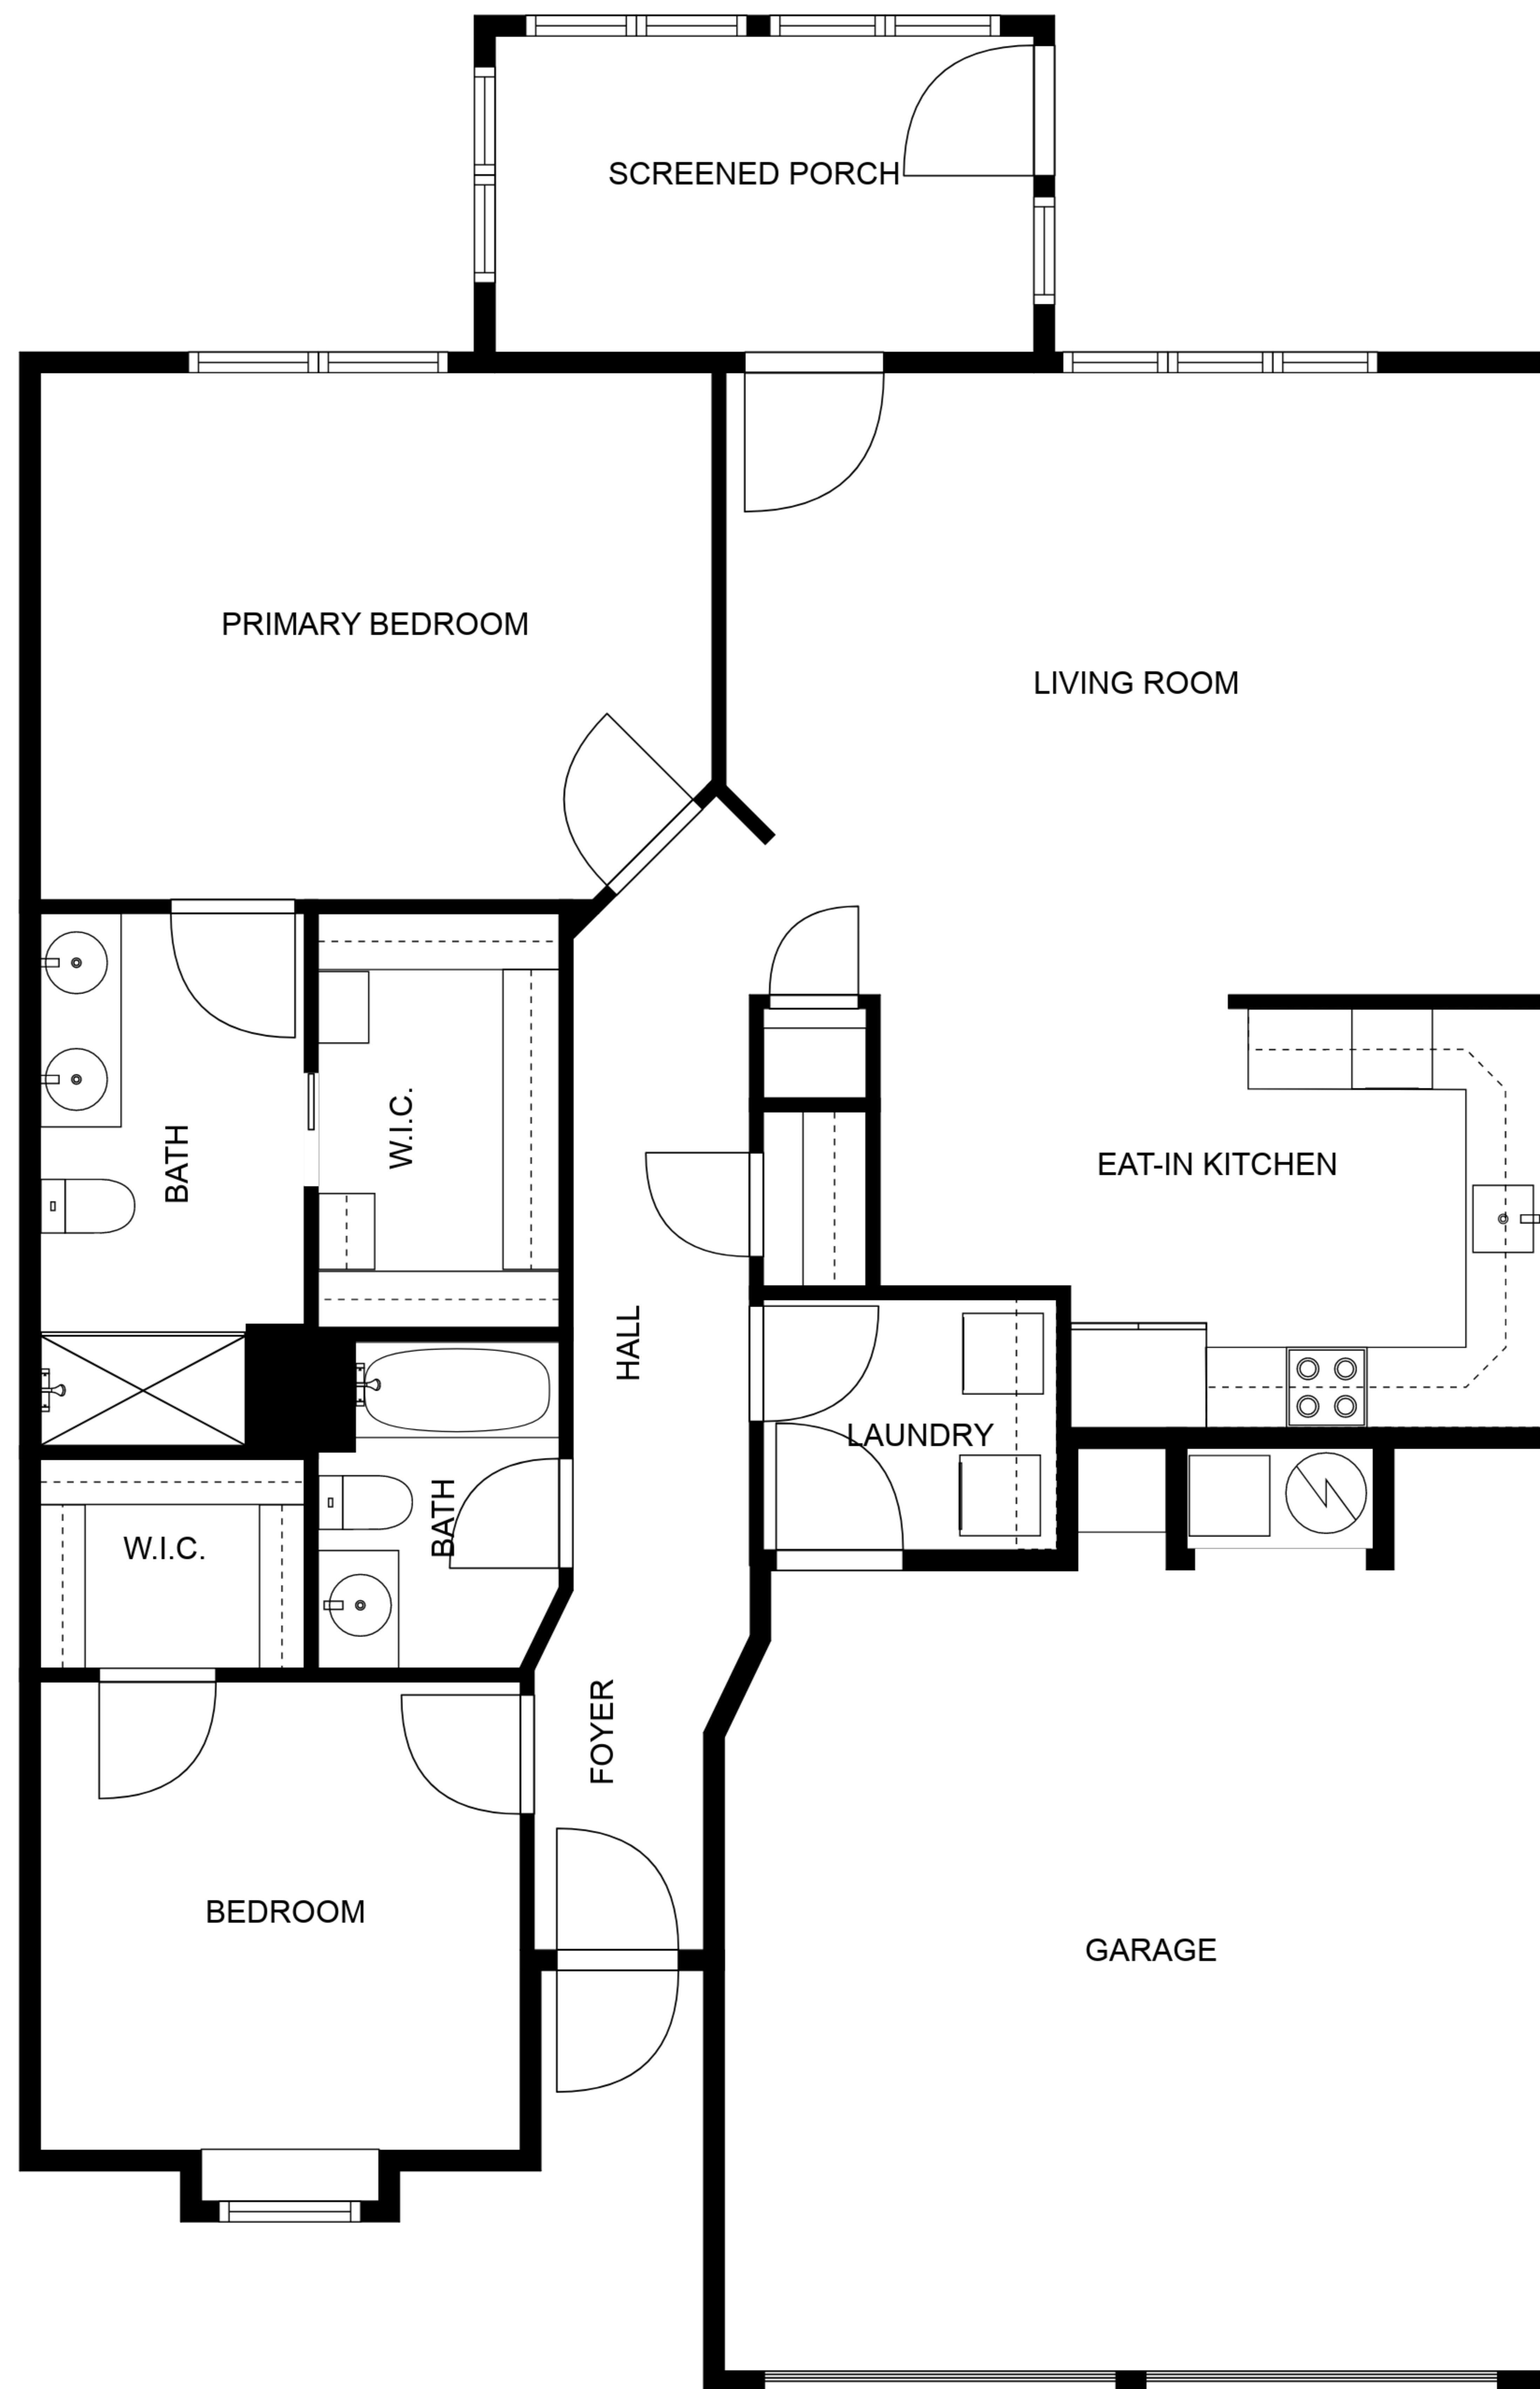 SCREENED PORCH
PRIMARY BEDROOM
LIVING ROOM
BATH
W.I.C.
EAT-IN KITCHEN
HALL
LAUNDRY
BATH
W.I.C.
FOYER
BEDROOM
GARAGE